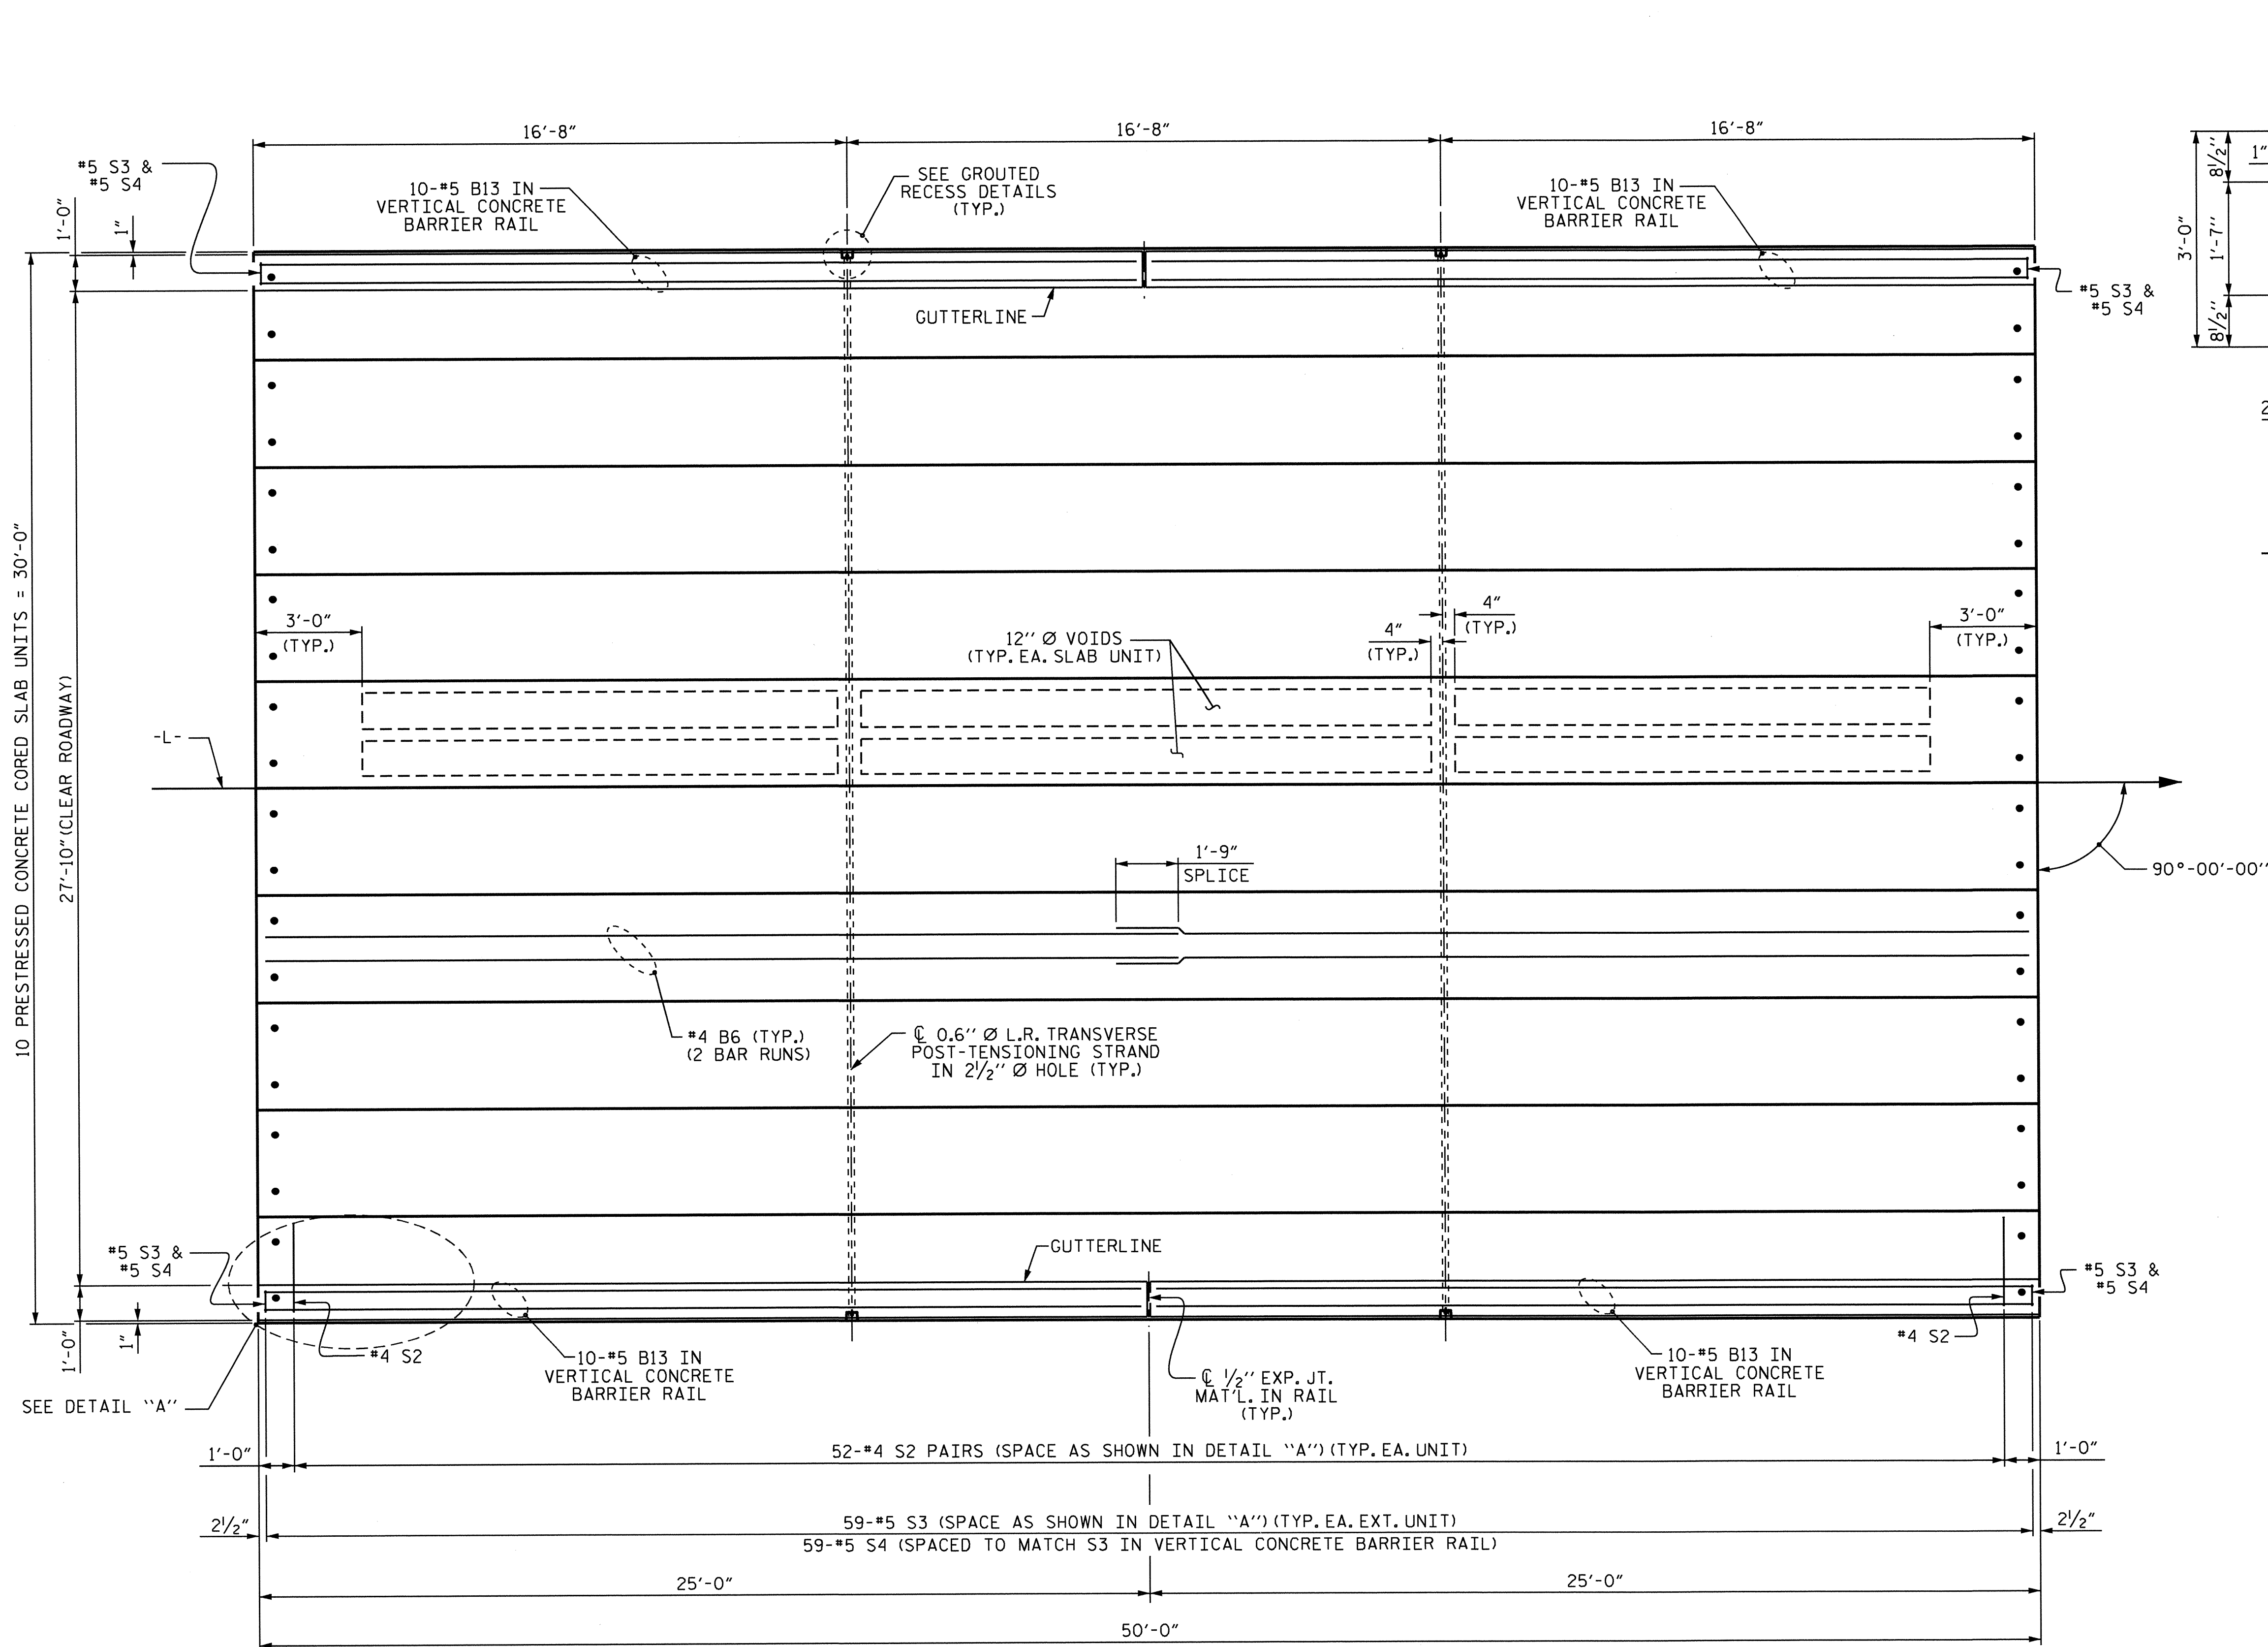 16'-8"
16'-8"
16'-8"
#5 S3 &
#5 S4
10-#5 B13 IN
VERTICAL CONCRETE
BARRIER RAIL
SEE GROUTED
RECESS DETAILS
(TYP.)
10-#5 B13 IN
VERTICAL CONCRETE
BARRIER RAIL
1'-0"
1"
GUTTERLINE
#5 S3 &
#5 S4
3'-0"
8½"
1'-7"
8½"
1"
2
10 PRESTRESSED CONCRETE CORED SLAB UNITS = 30'-0"
27'-10" (CLEAR ROADWAY)
3'-0"
(TYP.)
12" Ø VOIDS
(TYP. EA. SLAB UNIT)
4"
(TYP.)
4"
(TYP.)
3'-0"
(TYP.)
-L-
90°-00'-00"
1'-9"
SPLICE
#4 B6 (TYP.)
(2 BAR RUNS)
℄ 0.6" Ø L.R. TRANSVERSE
POST-TENSIONING STRAND
IN 2½" Ø HOLE (TYP.)
#5 S3 &
#5 S4
GUTTERLINE
#5 S3 &
#5 S4
1'-0"
1"
#4 S2
#4 S2
SEE DETAIL "A"
10-#5 B13 IN
VERTICAL CONCRETE
BARRIER RAIL
℄ ½" EXP. JT.
MAT'L. IN RAIL
(TYP.)
10-#5 B13 IN
VERTICAL CONCRETE
BARRIER RAIL
1'-0"
52-#4 S2 PAIRS (SPACE AS SHOWN IN DETAIL "A") (TYP. EA. UNIT)
1'-0"
2½"
59-#5 S3 (SPACE AS SHOWN IN DETAIL "A") (TYP. EA. EXT. UNIT)
59-#5 S4 (SPACED TO MATCH S3 IN VERTICAL CONCRETE BARRIER RAIL)
2½"
25'-0"
25'-0"
50'-0"